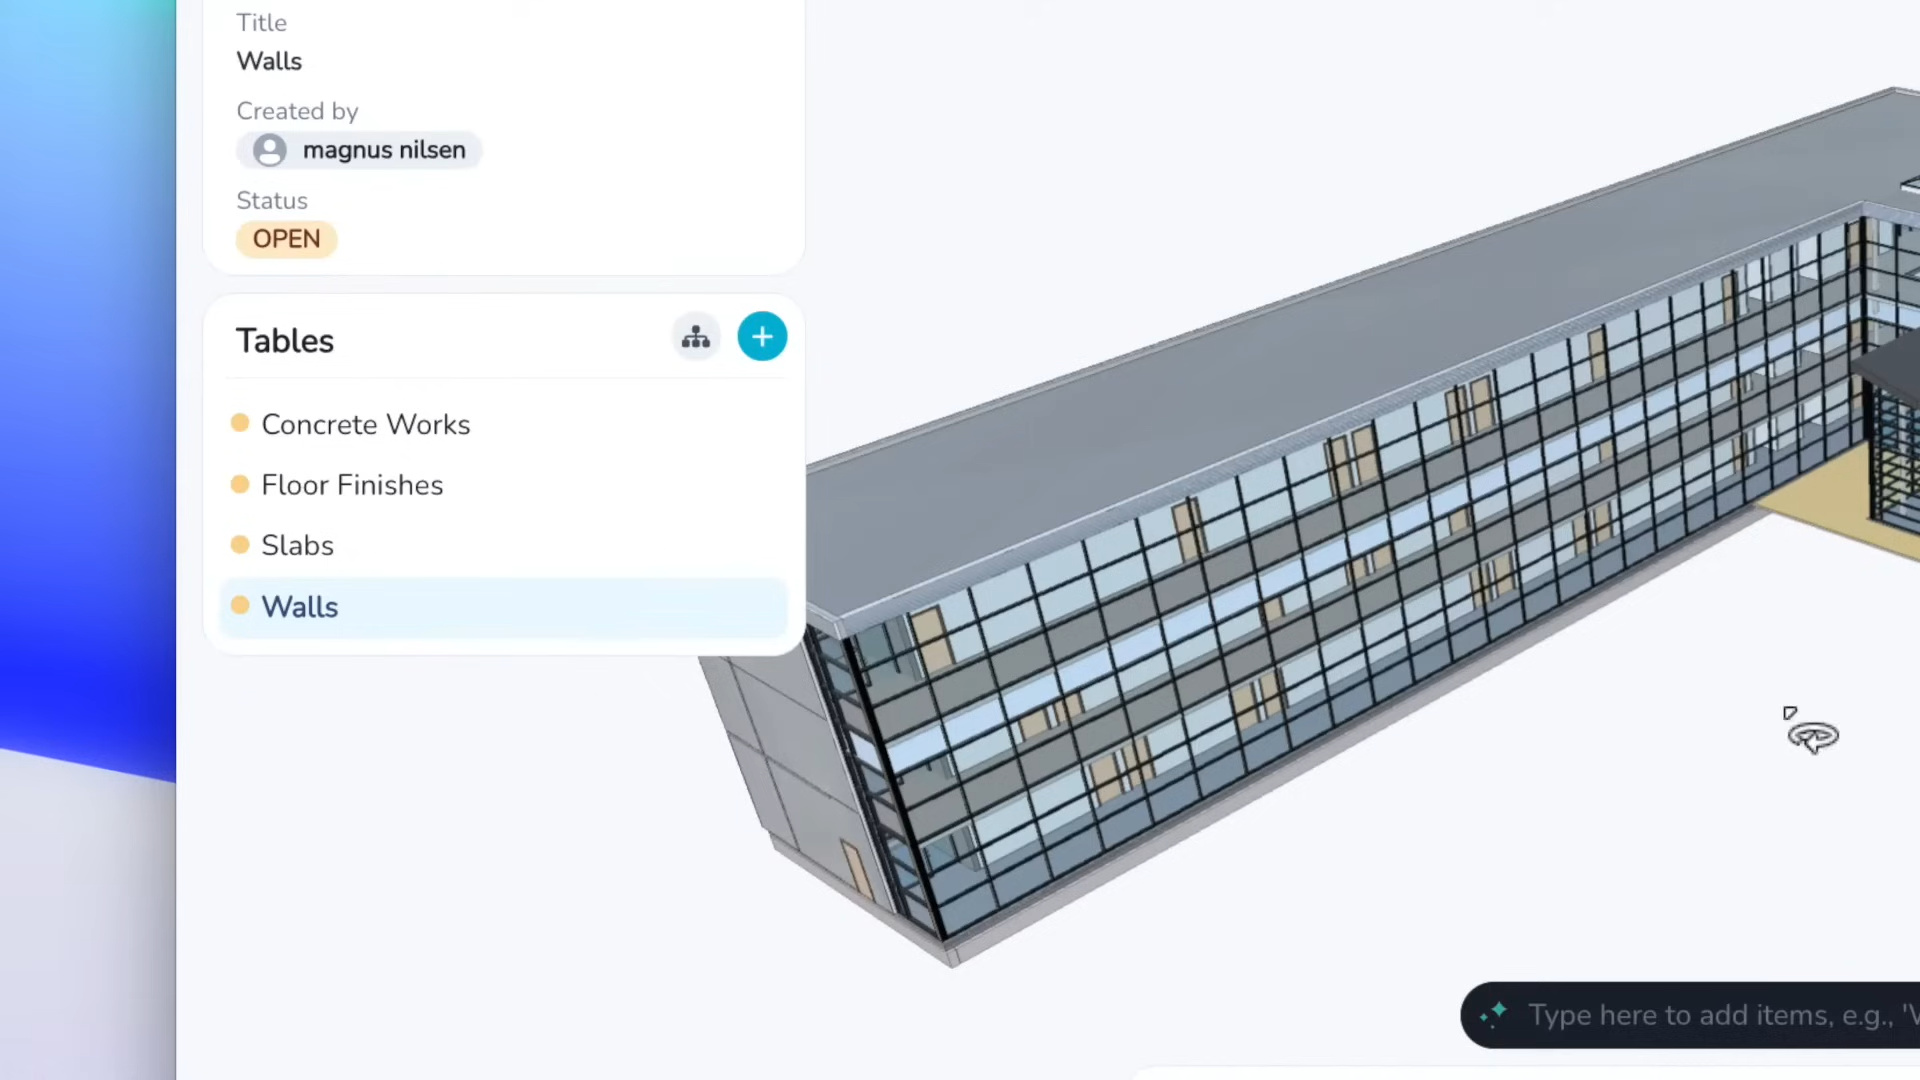 Title
Walls
Created by
magnus nilsen
Status
OPEN
Tables
Concrete Works
Floor Finishes
Slabs
Walls
Type here to add items, e.g., '